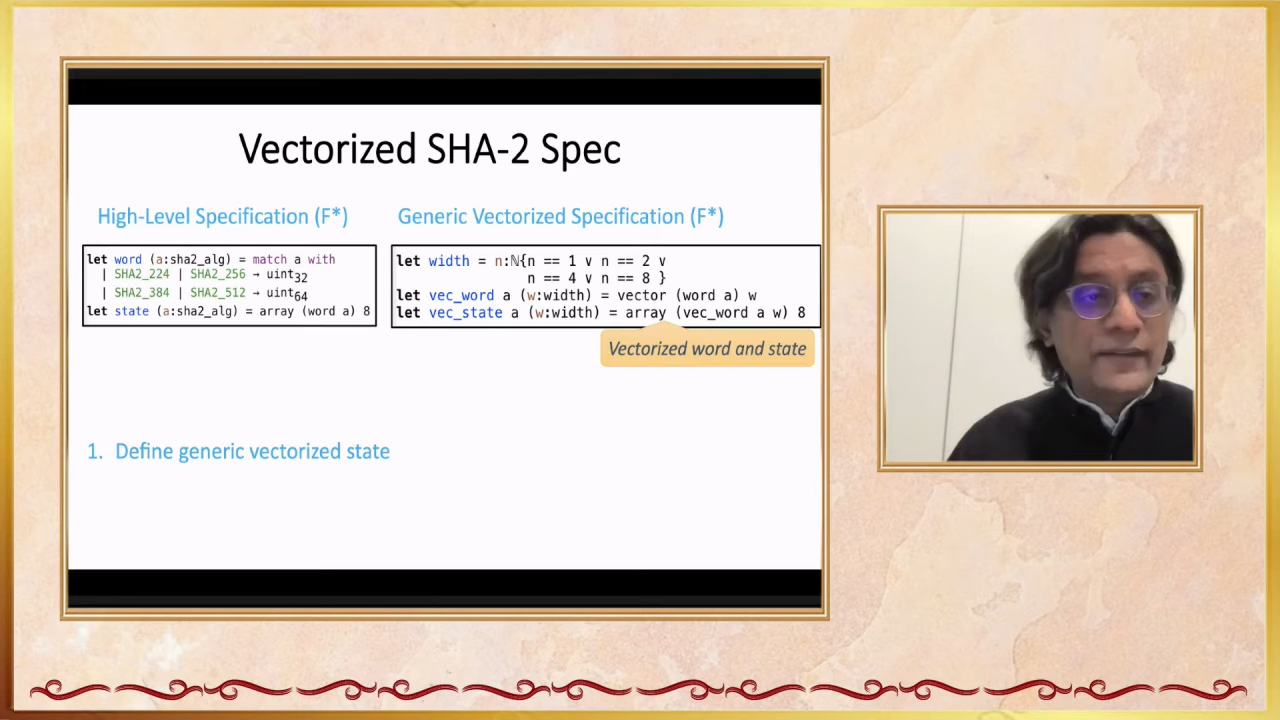 Vectorized SHA-2 Spec
High-Level Specification (F*)
let word (a:sha2_alg) = match a with
| SHA2_224 | SHA2_256 → uint32
| SHA2_384 | SHA2_512 → uint64
let state (a:sha2_alg) = array (word a) 8
Generic Vectorized Specification (F*)
let width = n:ℕ{n == 1 ∨ n == 2 ∨
n == 4 ∨ n == 8 }
let vec_word a (w:width) = vector (word a) w
let vec_state a (w:width) = array (vec_word a w) 8
Vectorized word and state
1. Define generic vectorized state